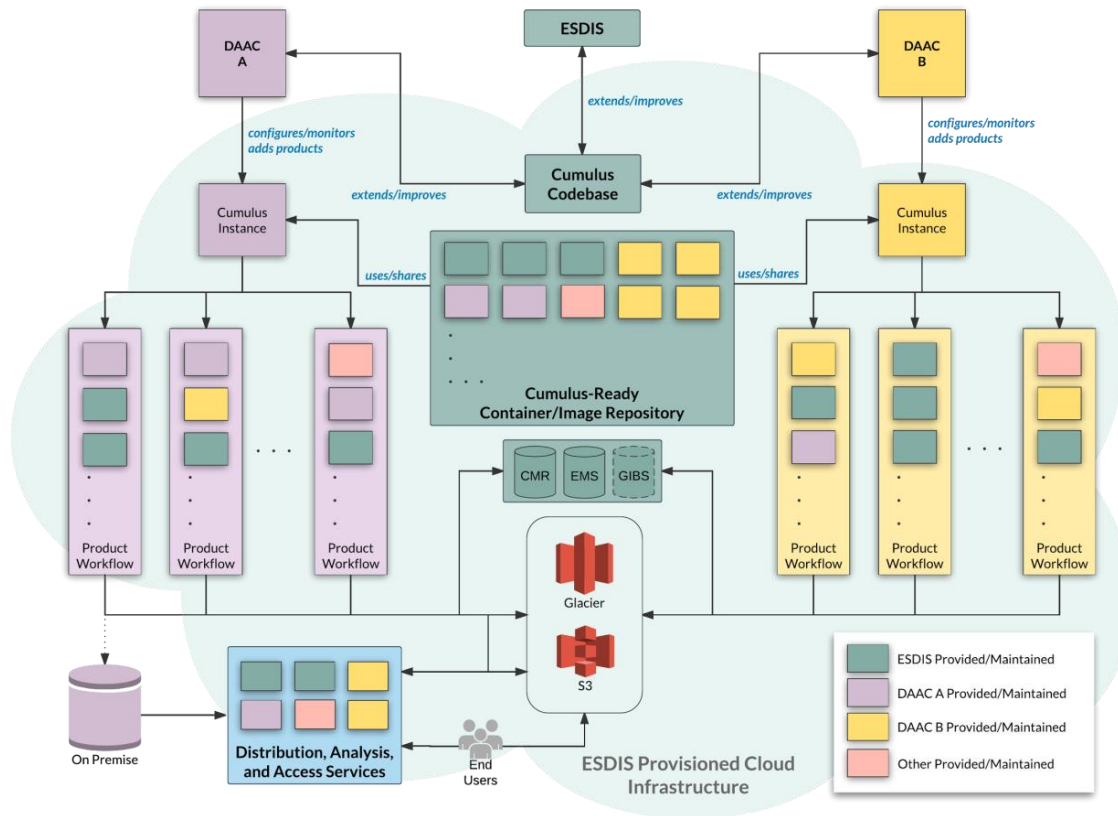 DAAC
A
ESDIS
DAAC
B
extends/improves
configures/monitors
adds products
configures/monitors
adds products
Cumulus
Codebase
extends/improves
extends/improves
Cumulus
Instance
Cumulus
Instance
uses/shares
uses/shares
Cumulus-Ready
Container/Image Repository
CMR
EMS
GIBS
Product
Workflow
Product
Workflow
Product
Workflow
Product
Workflow
Product
Workflow
Product
Workflow
Glacier
S3
On Premise
Distribution, Analysis,
and Access Services
End
Users
ESDIS Provisioned Cloud
Infrastructure
ESDIS Provided/Maintained
DAAC A Provided/Maintained
DAAC B Provided/Maintained
Other Provided/Maintained